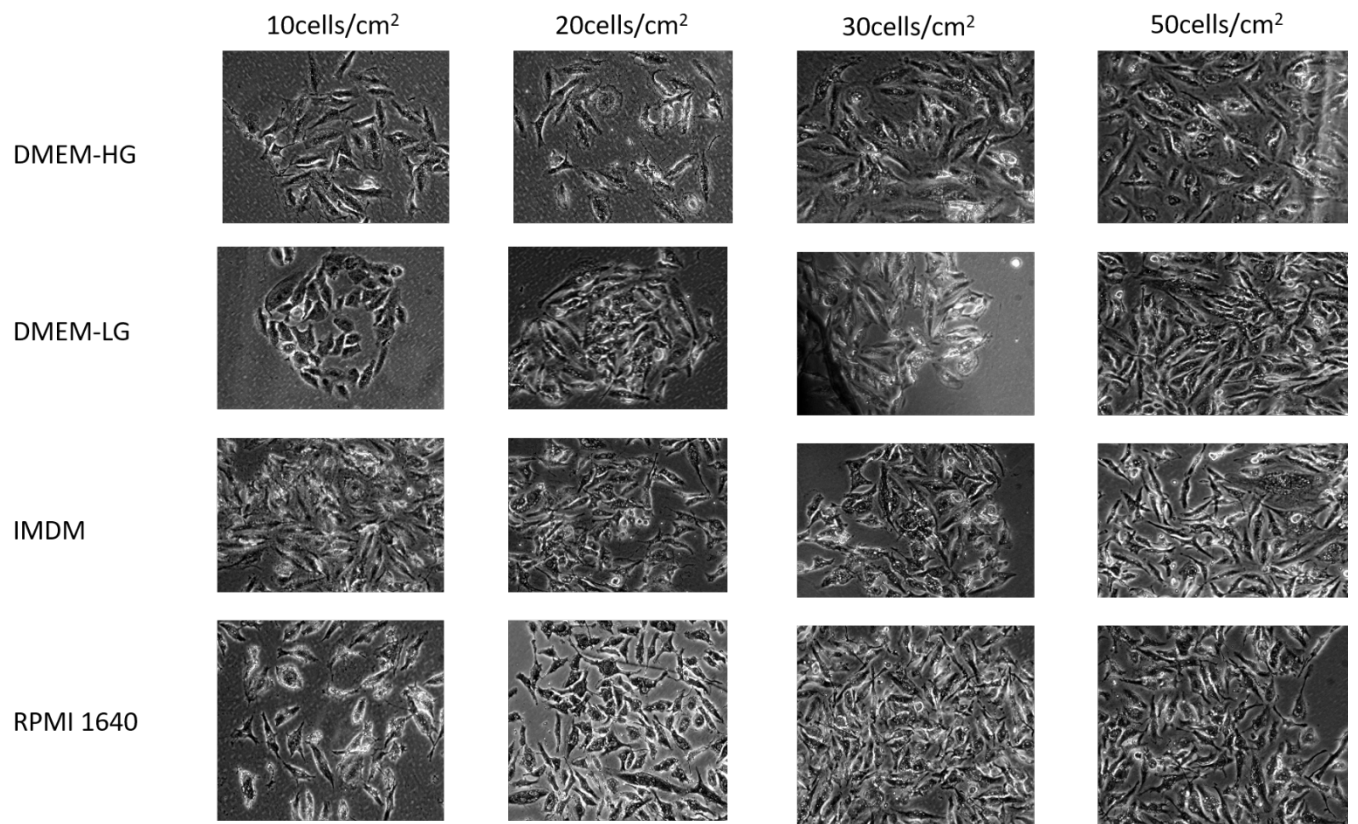 10cells/cm²
20cells/cm²
30cells/cm²
50cells/cm²
DMEM-HG
DMEM-LG
IMDM
RPMI 1640